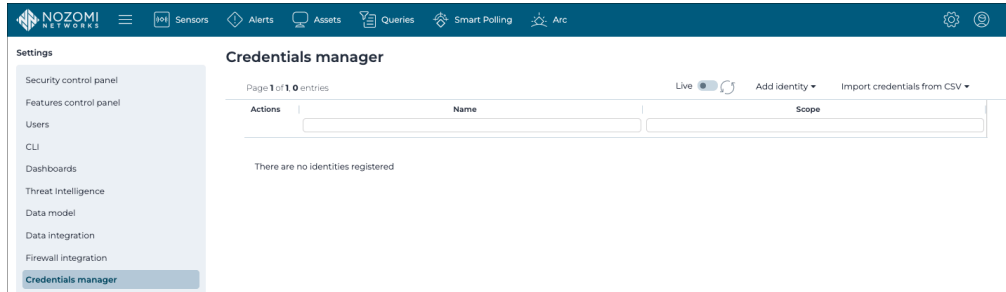 NOZOMI NETWORKS Sensors Alerts Assets Queries Smart Polling Arc
Settings
Security control panel
Features control panel
Users
CLI
Dashboards
Threat Intelligence
Data model
Data integration
Firewall integration
Credentials manager
Credentials manager
Page 1 of 1, 0 entries Live Add identity Import credentials from CSV
Actions Name Scope
There are no identities registered